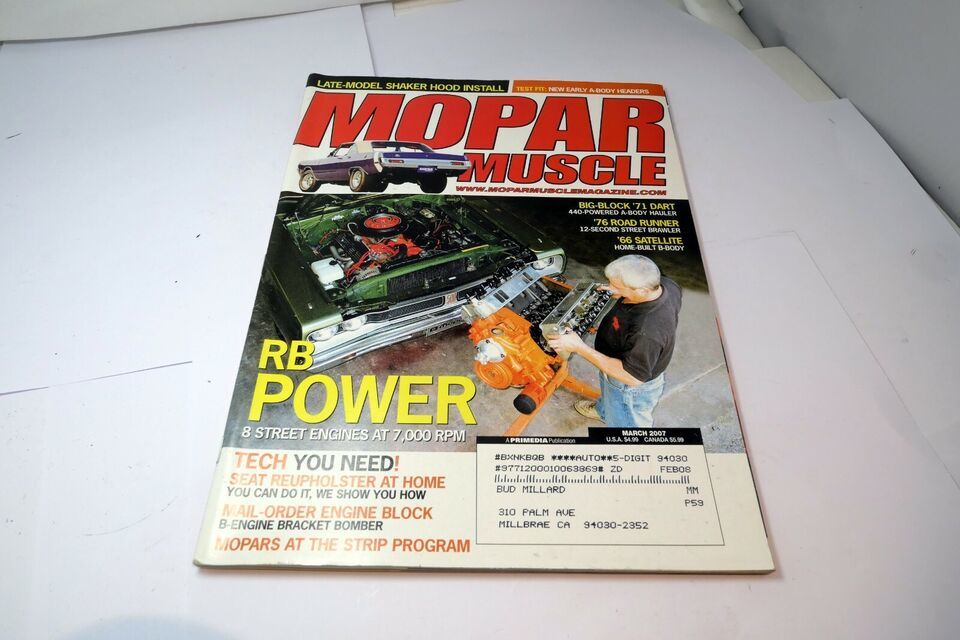 LATE-MODEL SHAKER HOOD INSTALL
TEST FIT: NEW EARLY A-BODY HEADERS
MOPAR
MUSCLE
WWW.MOPARMUSCLEMAGAZINE.COM
BIG-BLOCK '71 DART
440-POWERED A-BODY HAULER
'76 ROAD RUNNER
12-SECOND STREET BRAWLER
'66 SATELLITE
HOME-BUILT B-BODY
RB
POWER
8 STREET ENGINES AT 7,000 RPM
A PRIMEDIA Publication
MARCH 2007
U.S.A. $4.99 CANADA $5.99
TECH YOU NEED!
SEAT REUPHOLSTER AT HOME
YOU CAN DO IT, WE SHOW YOU HOW
MAIL-ORDER ENGINE BLOCK
B-ENGINE BRACKET BOMBER
MOPARS AT THE STRIP PROGRAM
#BXNKBQB ****AUTO**5-DIGIT 94030
#9771200010063869# ZD FEB08
BUD MILLARD MM
P59
310 PALM AVE
MILLBRAE CA 94030-2352